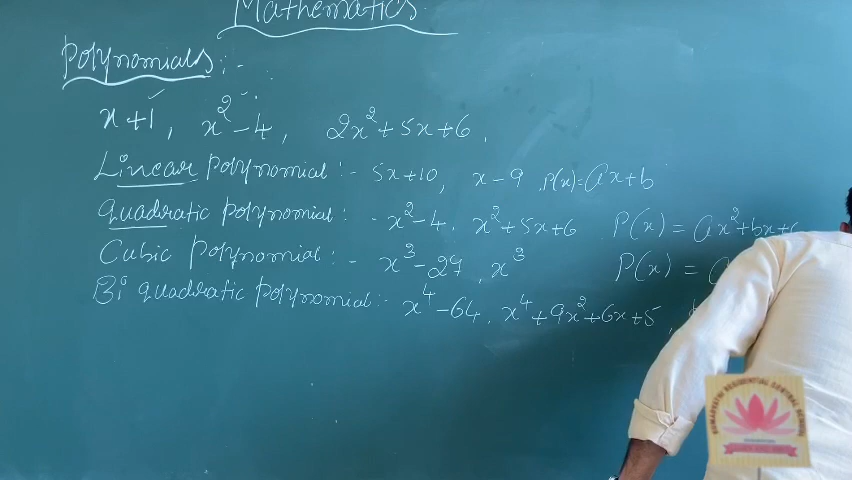 Mathematics
Polynomials :-
x+1, x²-4, 2x²+5x+6.
Linear polynomial :- 5x+10, x-9 .P(x)=ax+b
quadratic polynomial :- x²-4. x²+5x+6 . P(x) = ax²+bx+c
Cubic polynomial :- x³-27, x³ P(x) = a
Bi quadratic polynomial:- x⁴-64. x⁴+9x²+6x+5,